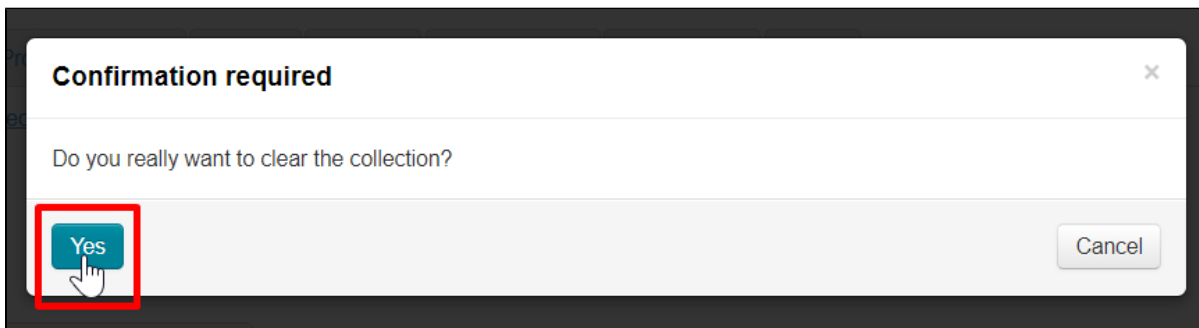 Confirmation required
×
Do you really want to clear the collection?
Yes
Cancel